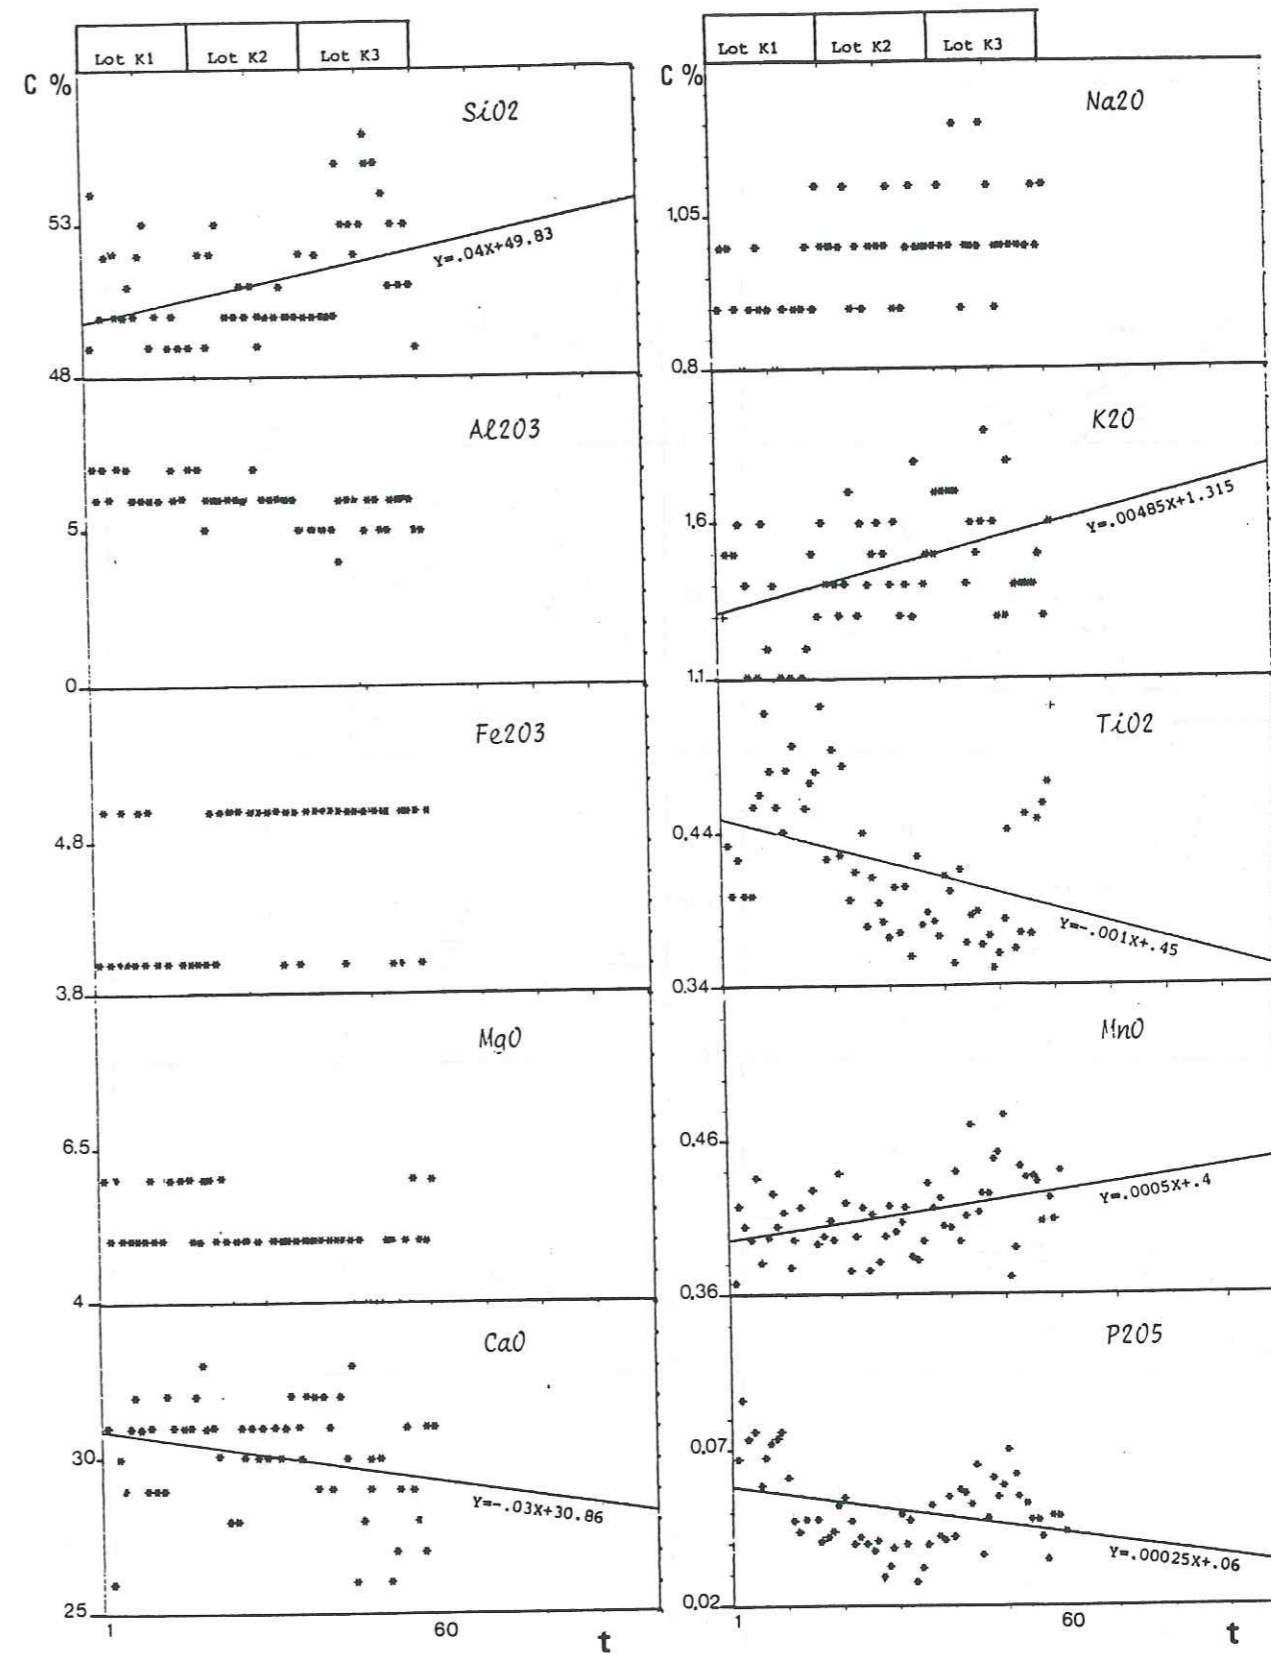 Lot K1 Lot K2 Lot K3
C %
SiO2
53
Y=.04X+49.83
48
Al2O3
5
0
Fe2O3
4.8
3.8
MgO
6.5
4
CaO
30
Y=-.03X+30.86
25
1 60 t
Lot K1 Lot K2 Lot K3
C %
Na2O
1.05
0.8
K2O
1.6
Y=.00485X+1.315
1.1
TiO2
0.44
Y=-.001X+.45
0.34
MnO
0.46
Y=.0005X+.4
0.36
P2O5
0.07
Y=.00025X+.06
0.02
1 60 t